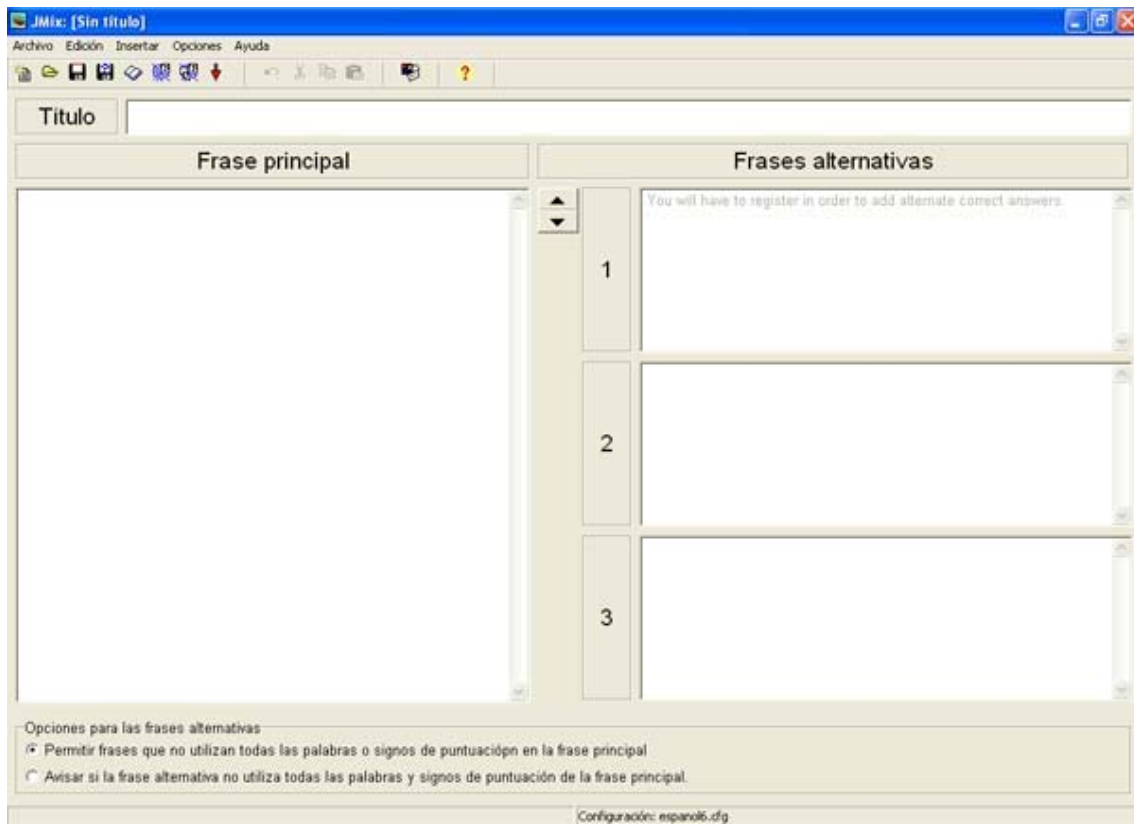 JMix: [Sin título]
Archivo Edición Insertar Opciones Ayuda
?
Título
Frase principal
Frases alternativas
You will have to register in order to add alternate correct answers.
1
2
3
Opciones para las frases alternativas
Permitir frases que no utilizan todas las palabras o signos de puntuaciópn en la frase principal
Avisar si la frase alternativa no utiliza todas las palabras y signos de puntuación de la frase principal.
Configuración: espanol6.cfg